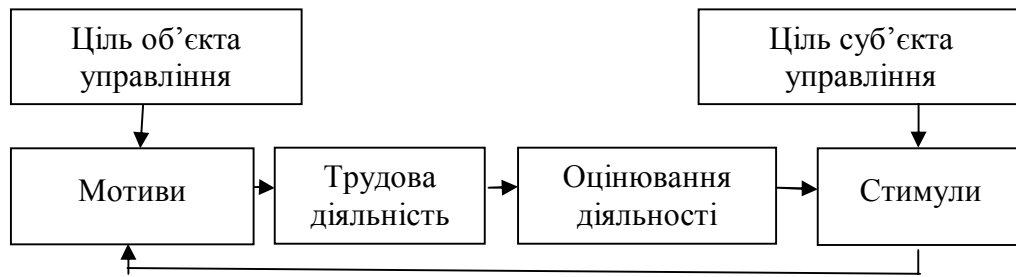 Ціль об’єкта
управління
Ціль суб’єкта
управління
Мотиви
Трудова
діяльність
Оцінювання
діяльності
Стимули